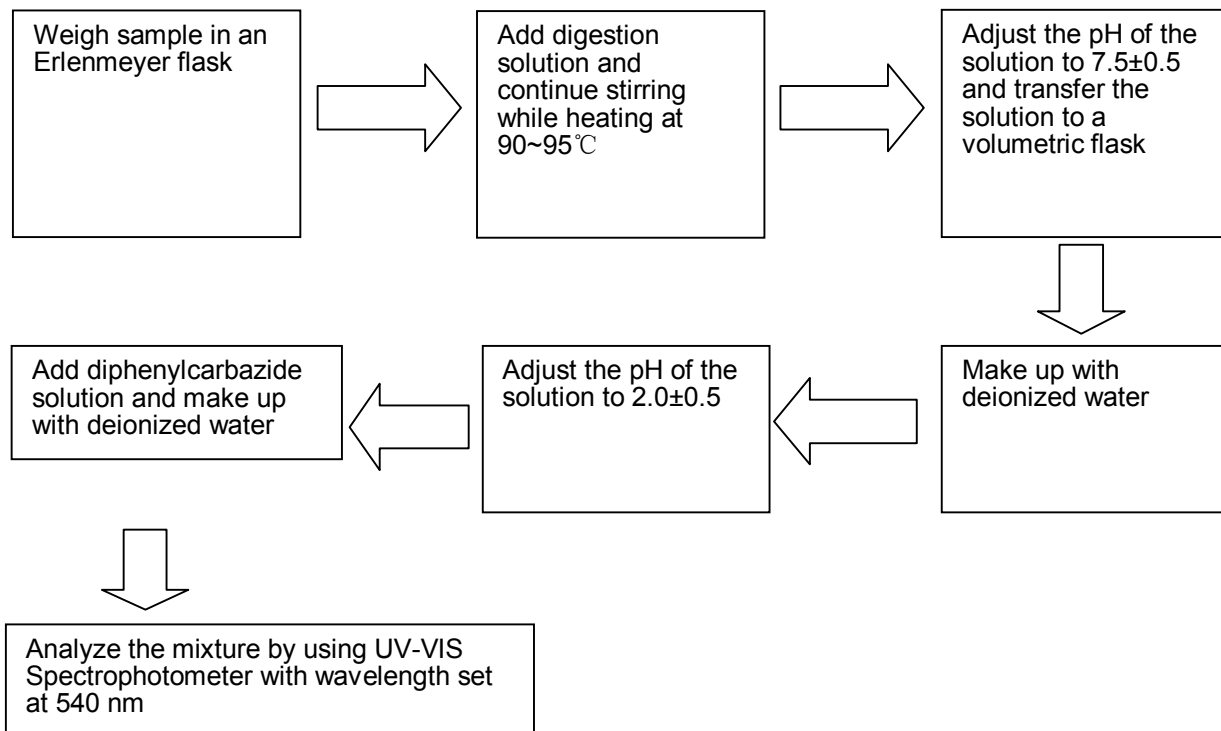 Weigh sample in an
Erlenmeyer flask
Add digestion
solution and
continue stirring
while heating at
90~95℃
Adjust the pH of the
solution to 7.5±0.5
and transfer the
solution to a
volumetric flask
Make up with
deionized water
Adjust the pH of the
solution to 2.0±0.5
Add diphenylcarbazide
solution and make up
with deionized water
Analyze the mixture by using UV-VIS
Spectrophotometer with wavelength set
at 540 nm